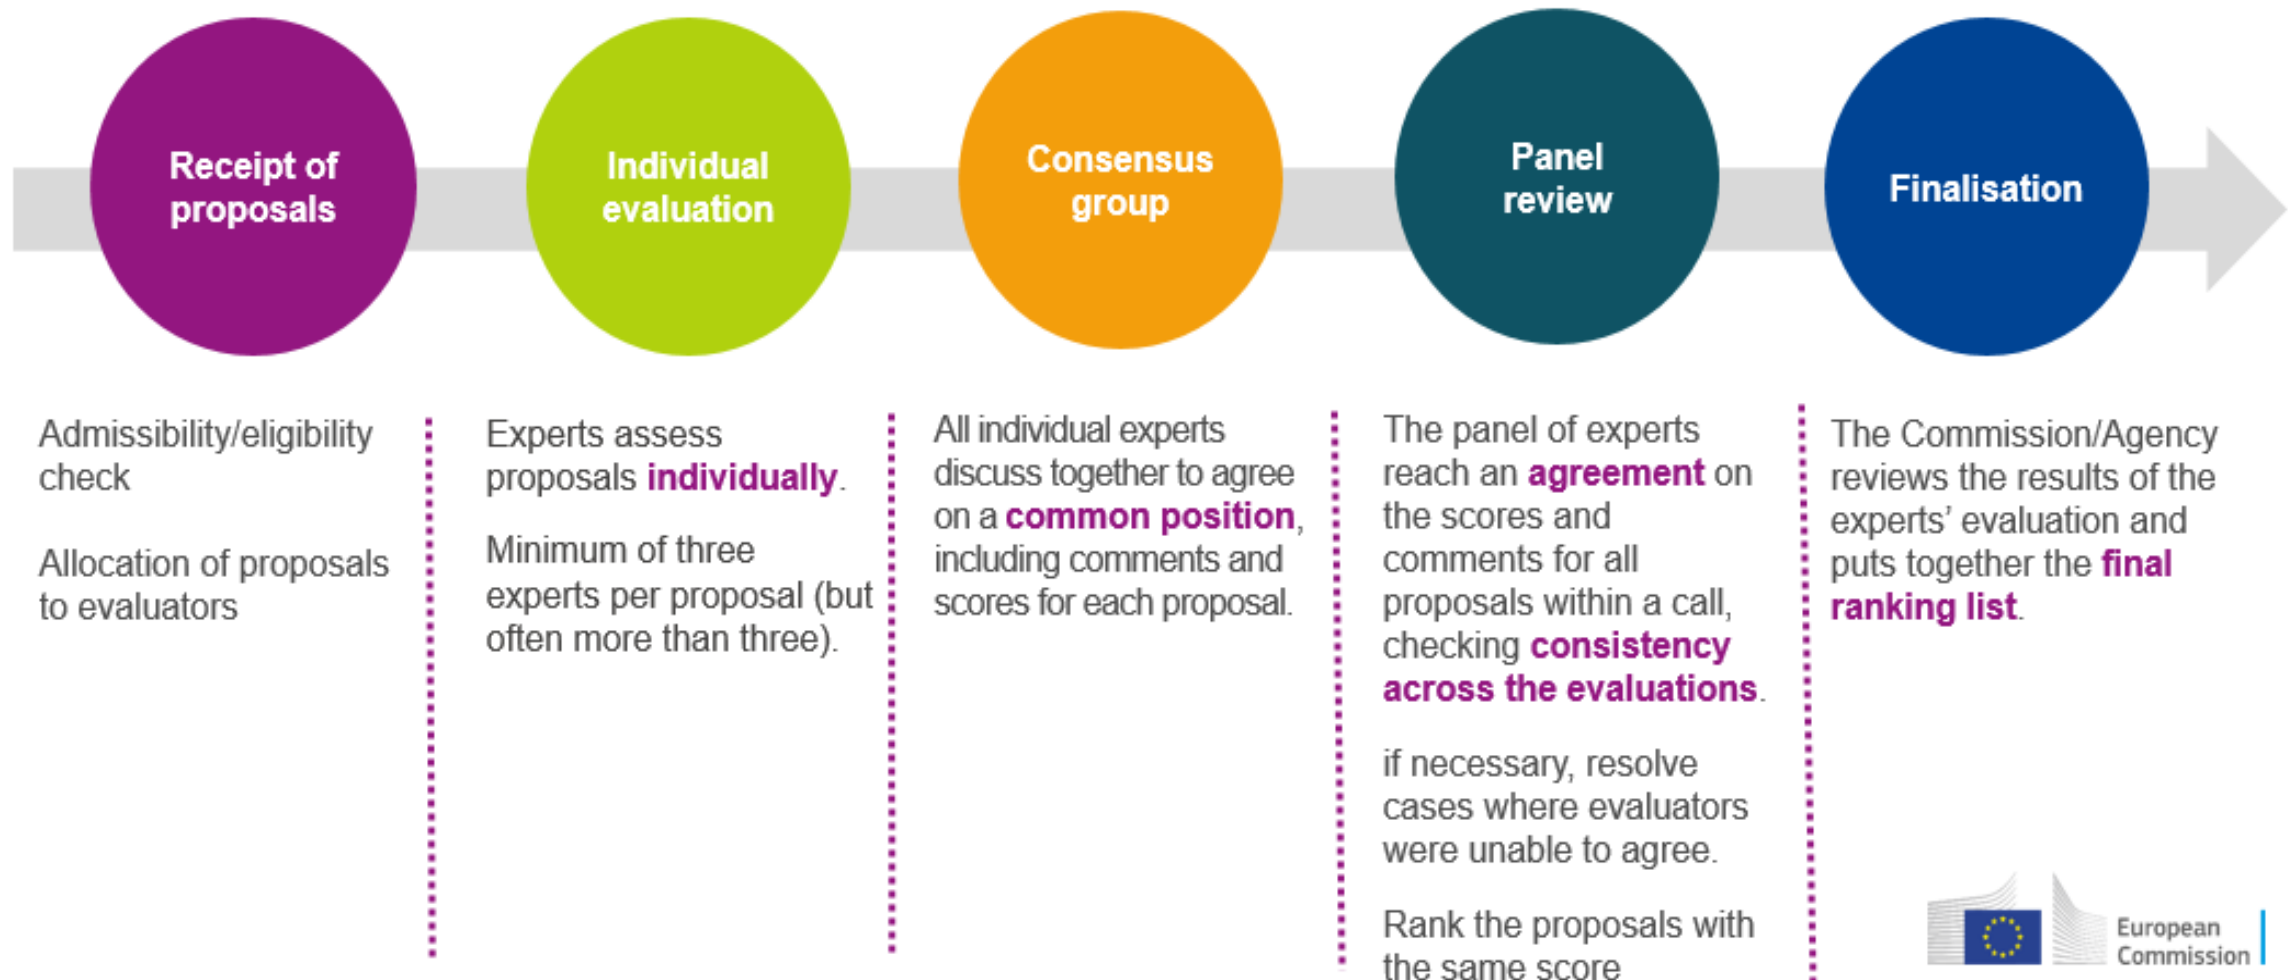 Receipt of
proposals
Individual
evaluation
Consensus
group
Panel
review
Finalisation
Admissibility/eligibility
check
Allocation of proposals
to evaluators
Experts assess
proposals individually.
Minimum of three
experts per proposal (but
often more than three).
All individual experts
discuss together to agree
on a common position,
including comments and
scores for each proposal.
The panel of experts
reach an agreement on
the scores and
comments for all
proposals within a call,
checking consistency
across the evaluations.
if necessary, resolve
cases where evaluators
were unable to agree.
Rank the proposals with
the same score
The Commission/Agency
reviews the results of the
experts’ evaluation and
puts together the final
ranking list.
European
Commission